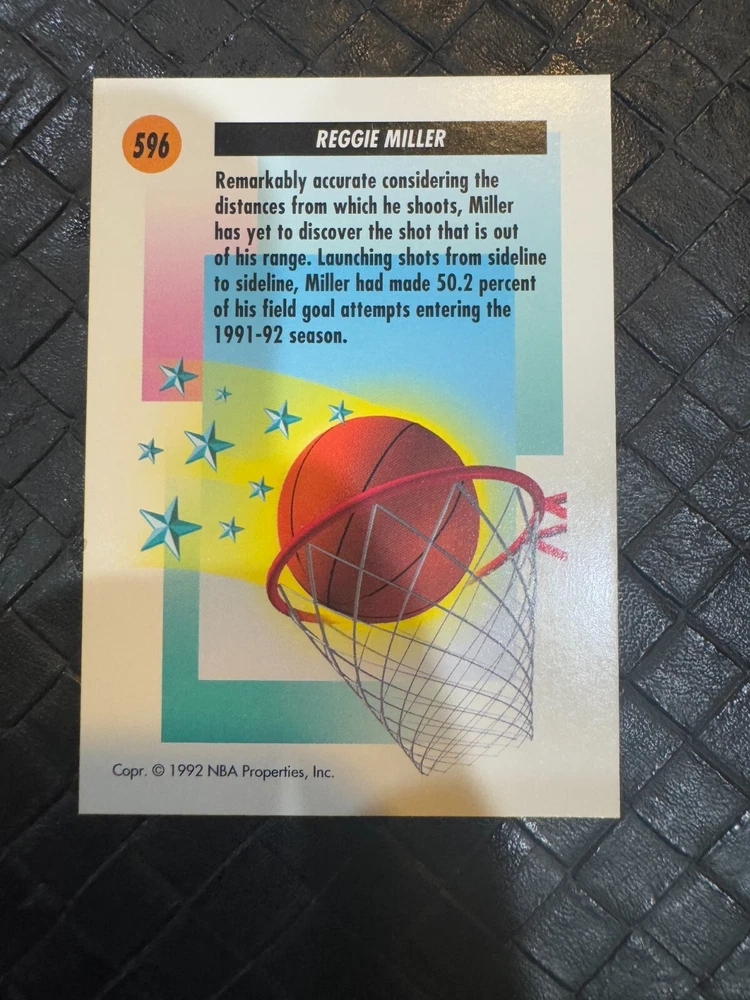 596
REGGIE MILLER
Remarkably accurate considering the
distances from which he shoots, Miller
has yet to discover the shot that is out
of his range. Launching shots from sideline
to sideline, Miller had made 50.2 percent
of his field goal attempts entering the
1991-92 season.
Copr. © 1992 NBA Properties, Inc.